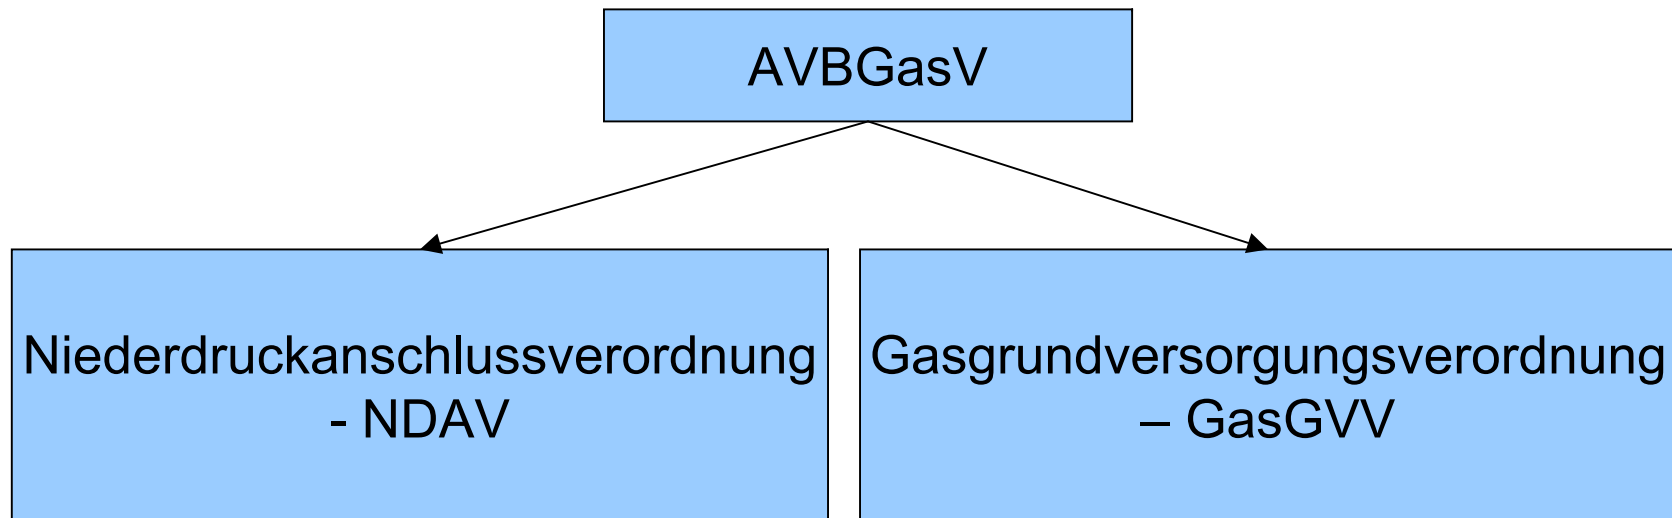 AVBGasV
Niederdruckanschlussverordnung
- NDAV
Gasgrundversorgungsverordnung
– GasGVV